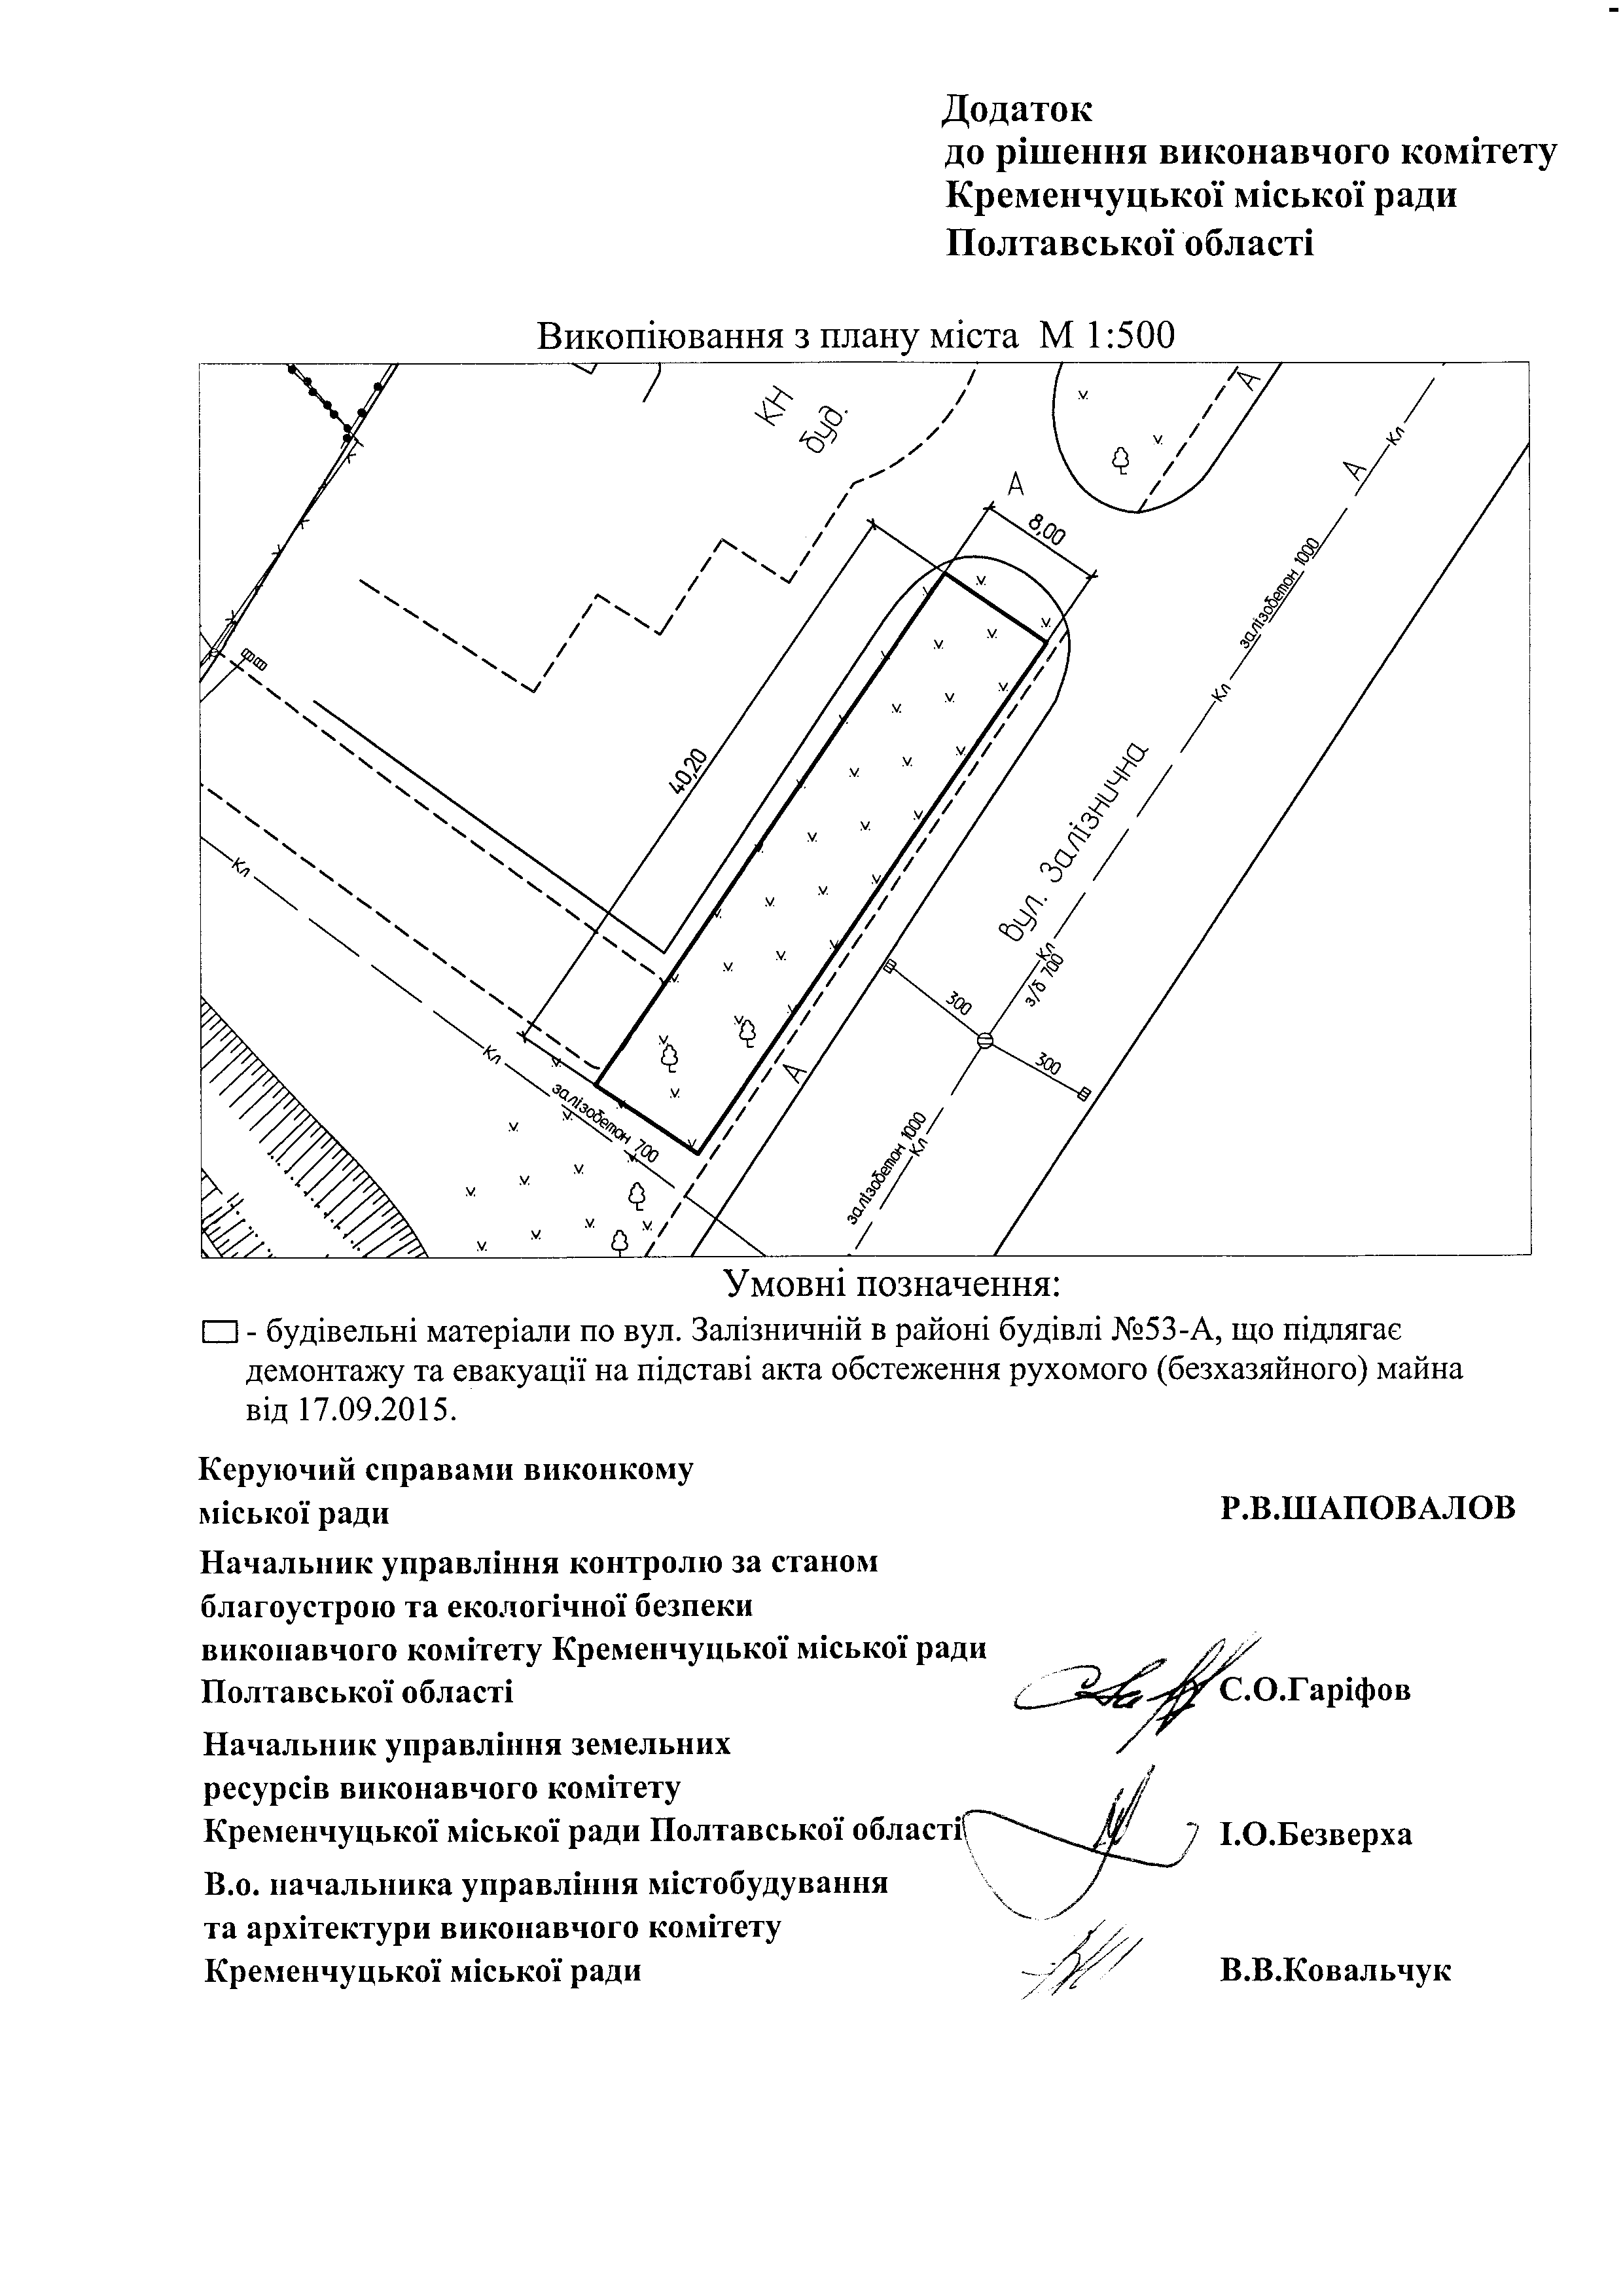 Додаток
до рішення виконавчого комітету
Кременчуцької міської ради
Полтавської області
Викопіювання з плану міста М 1:500
КН
буд.
А
А
8,00
Кл
А
залізобетон 1000
Кл
40,20
вул. Залізнична
Кл
Кл
з/б 700
300
300
Кл
А
залізобетон 700
залізобетон 1000
Кл
Умовні позначення:
- будівельні матеріали по вул. Залізничній в районі будівлі №53-А, що підлягає
демонтажу та евакуації на підставі акта обстеження рухомого (безхазяйного) майна
від 17.09.2015.
Керуючий справами виконкому
міської ради
Р.В.ШАПОВАЛОВ
Начальник управління контролю за станом
благоустрою та екологічної безпеки
виконавчого комітету Кременчуцької міської ради
Полтавської області
С.О.Гаріфов
Начальник управління земельних
ресурсів виконавчого комітету
Кременчуцької міської ради Полтавської області
І.О.Безверха
В.о. начальника управління містобудування
та архітектури виконавчого комітету
Кременчуцької міської ради
В.В.Ковальчук